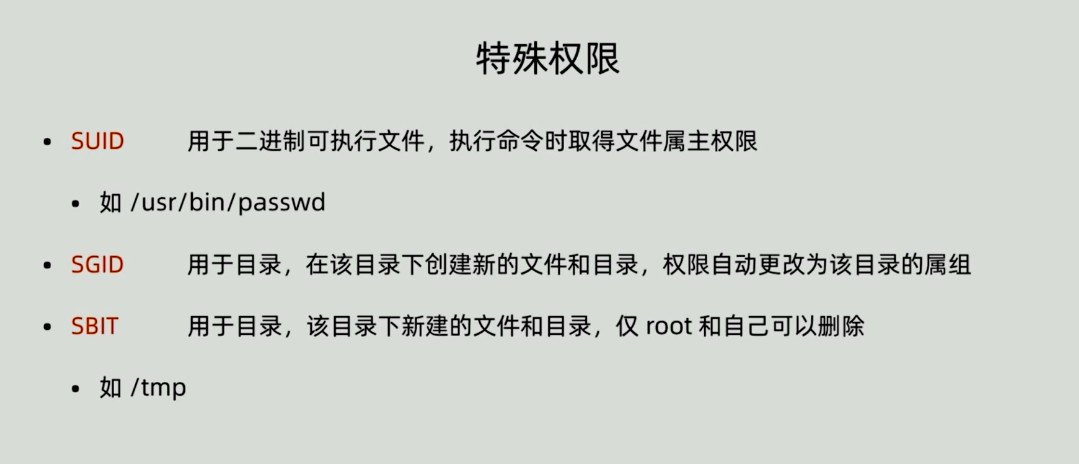 特殊权限
• SUID 用于二进制可执行文件，执行命令时取得文件属主权限
• 如 /usr/bin/passwd
• SGID 用于目录，在该目录下创建新的文件和目录，权限自动更改为该目录的属组
• SBIT 用于目录，该目录下新建的文件和目录，仅 root 和自己可以删除
• 如 /tmp